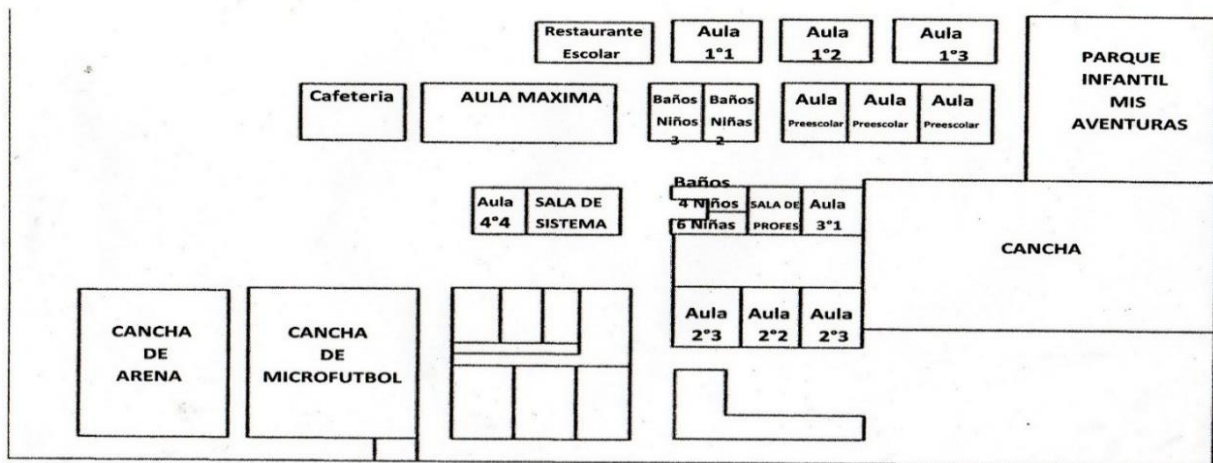 Restaurante
Escolar
Aula
1°1
Aula
1°2
Aula
1°3
PARQUE
INFANTIL
MIS
AVENTURAS
Cafeteria
AULA MAXIMA
Baños
Niños
3
Baños
Niñas
2
Aula
Preescolar
Aula
Preescolar
Aula
Preescolar
Aula
4°4
SALA DE
SISTEMA
Baños
4 Niños
6 Niñas
SALA DE
PROFES
Aula
3°1
CANCHA
CANCHA
DE
ARENA
CANCHA
DE
MICROFUTBOL
Aula
2°3
Aula
2°2
Aula
2°3